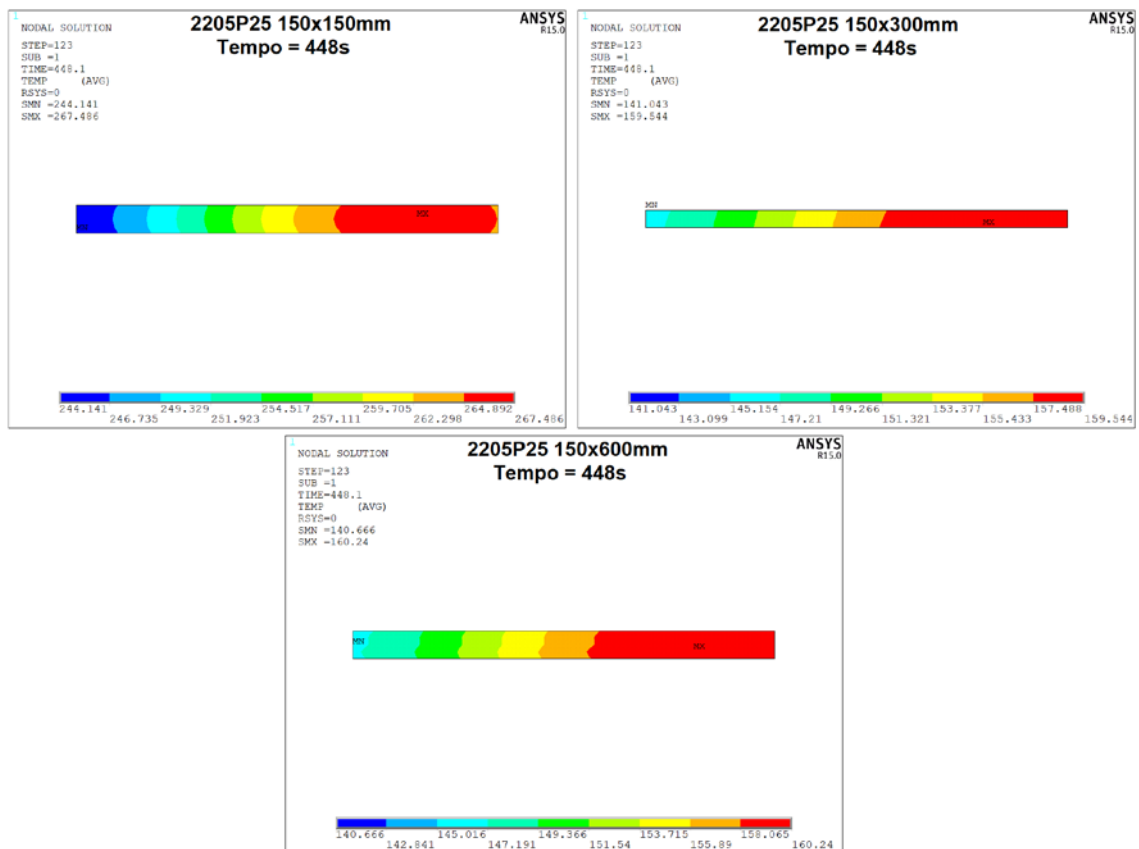 1
NODAL SOLUTION
2205P25 150x150mm
Tempo = 448s
ANSYS
R15.0
STEP=123
SUB =1
TIME=448.1
TEMP (AVG)
RSYS=0
SMN =244.141
SMX =267.486
MN
MX
244.141 249.329 254.517 259.705 264.892
246.735 251.923 257.111 262.298 267.486
1
NODAL SOLUTION
2205P25 150x300mm
Tempo = 448s
ANSYS
R15.0
STEP=123
SUB =1
TIME=448.1
TEMP (AVG)
RSYS=0
SMN =141.043
SMX =159.544
MN
MX
141.043 145.154 149.266 153.377 157.488
143.099 147.21 151.321 155.433 159.544
1
NODAL SOLUTION
2205P25 150x600mm
Tempo = 448s
ANSYS
R15.0
STEP=123
SUB =1
TIME=448.1
TEMP (AVG)
RSYS=0
SMN =140.666
SMX =160.24
MN
MX
140.666 145.016 149.366 153.715 158.065
142.841 147.191 151.54 155.89 160.24